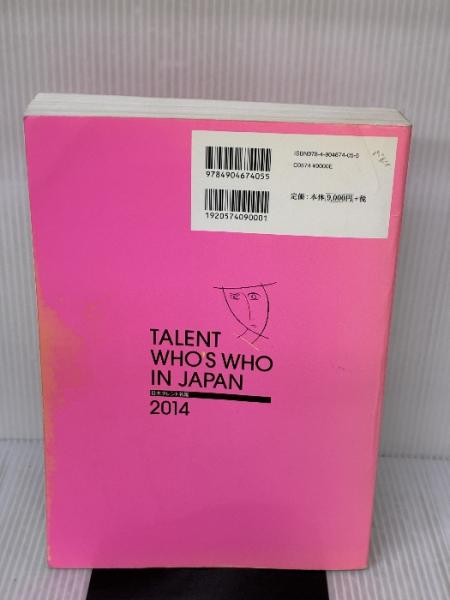 ISBN978-4-904674-05-5
C0574 ¥9000E
9784904674055
定価:本体9,000円+税
1920574090001
TALENT
WHO'S WHO
IN JAPAN
日本タレント名鑑
2014